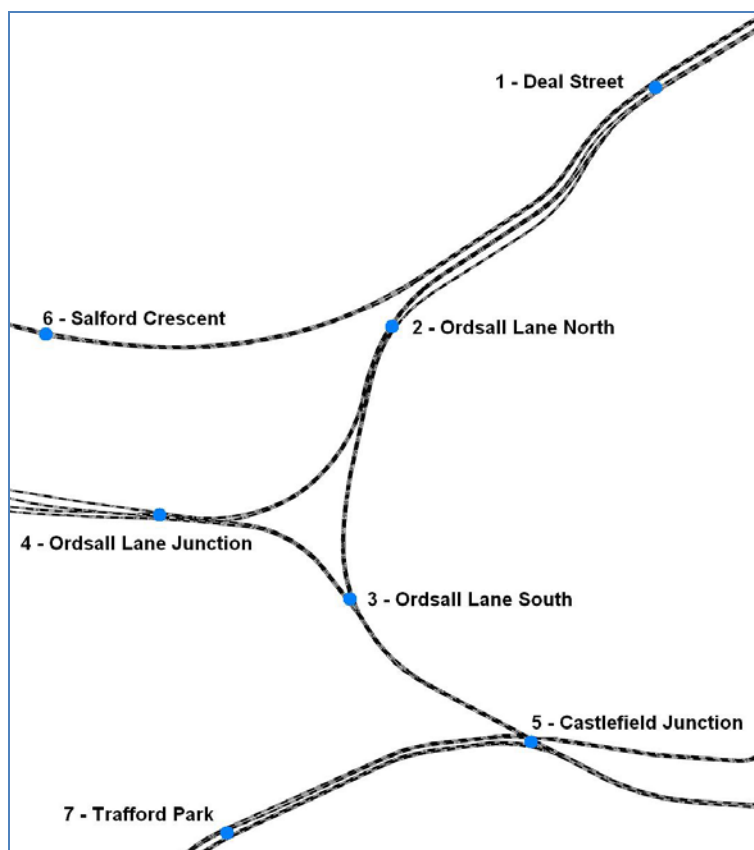 1 - Deal Street
6 - Salford Crescent
2 - Ordsall Lane North
4 - Ordsall Lane Junction
3 - Ordsall Lane South
5 - Castlefield Junction
7 - Trafford Park